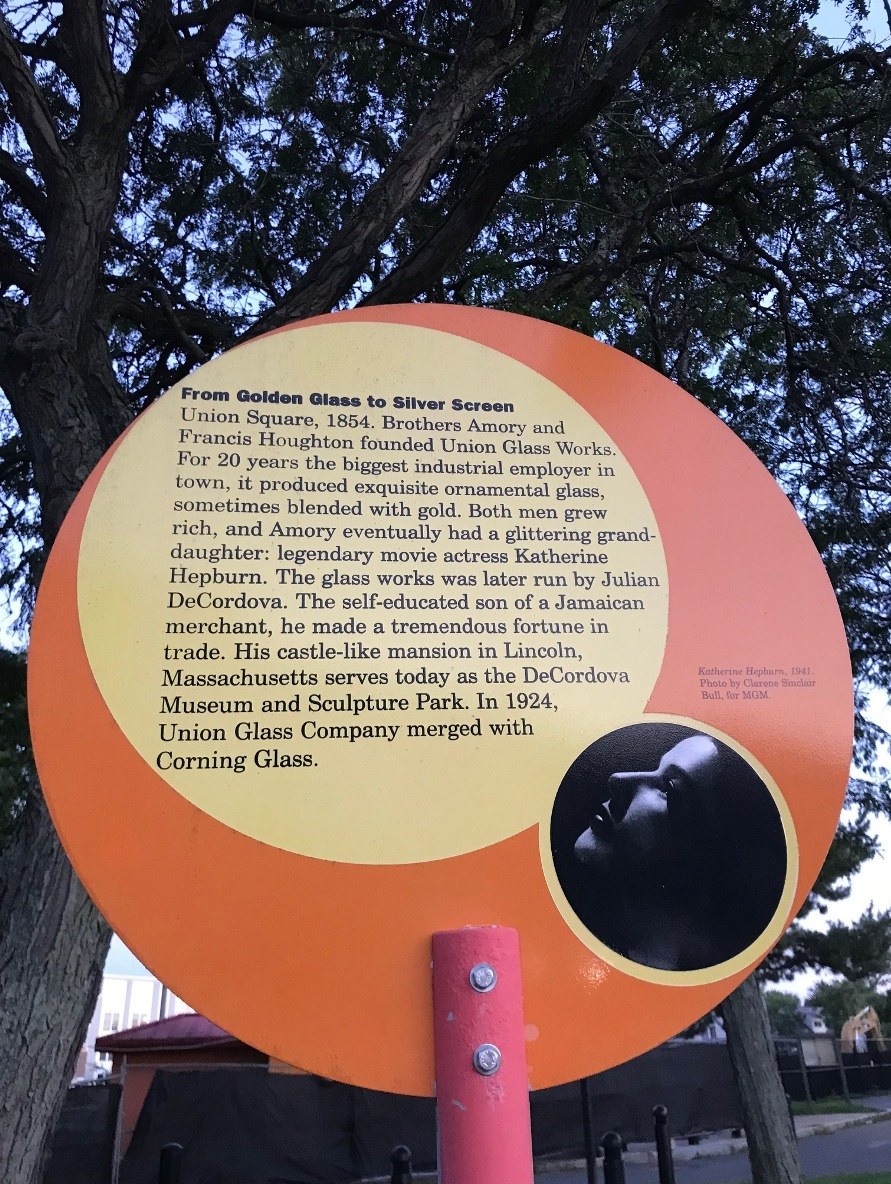 From Golden Glass to Silver Screen
Union Square, 1854. Brothers Amory and
Francis Houghton founded Union Glass Works.
For 20 years the biggest industrial employer in
town, it produced exquisite ornamental glass,
sometimes blended with gold. Both men grew
rich, and Amory eventually had a glittering grand-
daughter: legendary movie actress Katherine
Hepburn. The glass works was later run by Julian
DeCordova. The self-educated son of a Jamaican
merchant, he made a tremendous fortune in
trade. His castle-like mansion in Lincoln,
Massachusetts serves today as the DeCordova
Museum and Sculpture Park. In 1924,
Union Glass Company merged with
Corning Glass.
Katherine Hepburn, 1941.
Photo by Clarene Sinclair
Bull, for MGM.